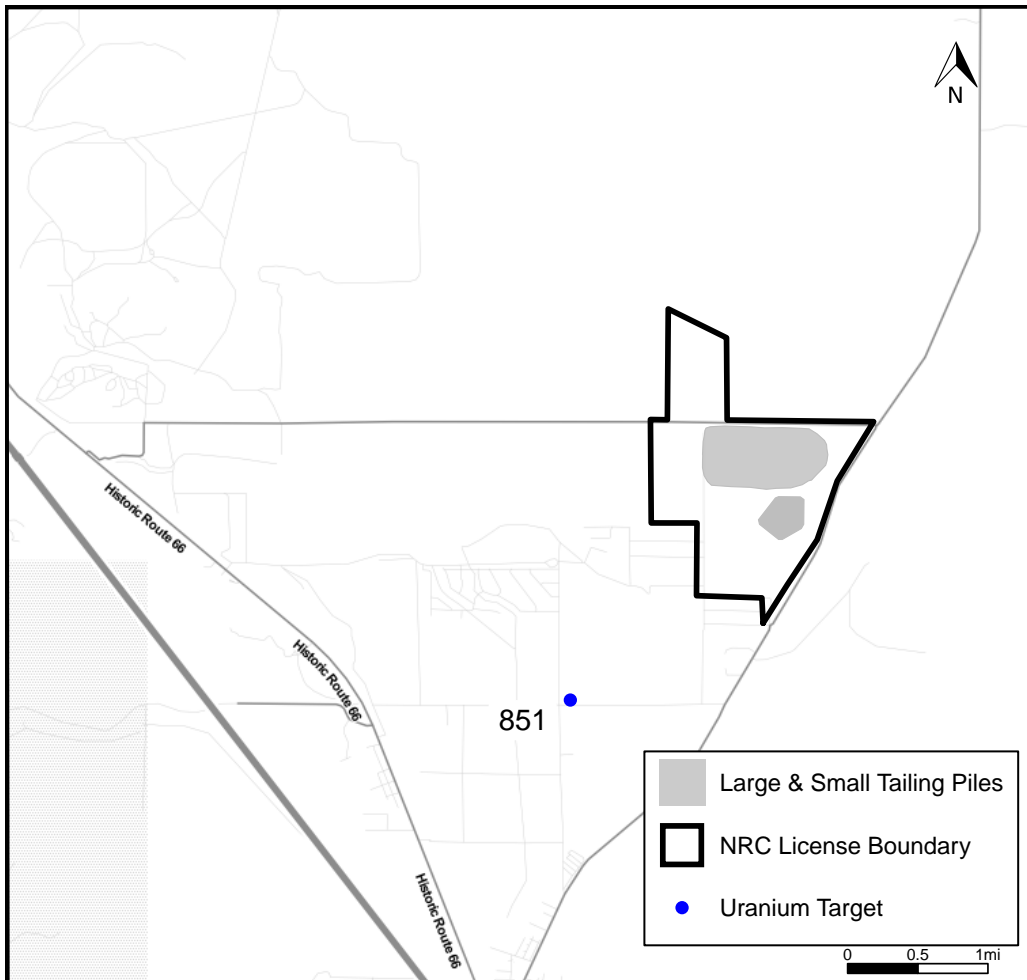 N
Historic Route 66
Historic Route 66
851
Historic Route 66
Large & Small Tailing Piles
NRC License Boundary
Uranium Target
0 0.5 1mi